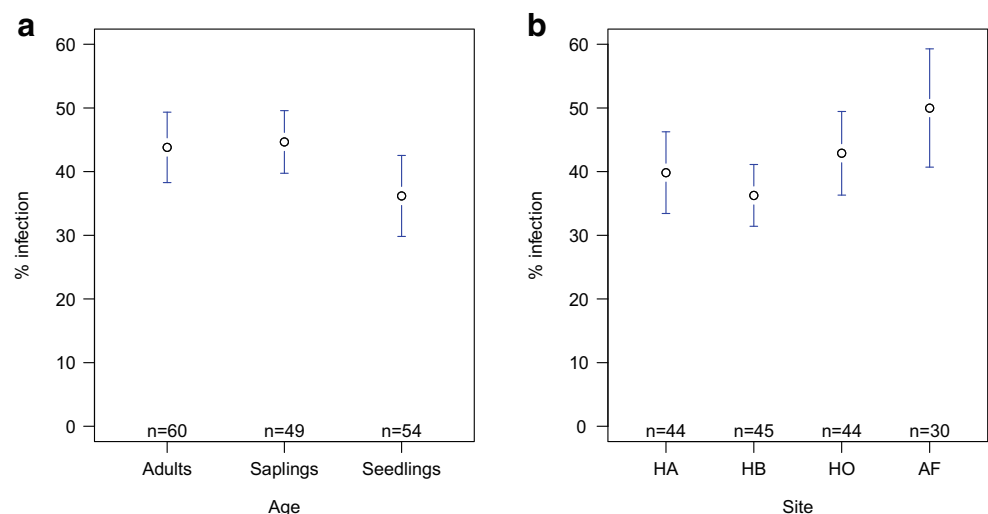 a
60
50
40
30
20
10
0
% infection
n=60 n=49 n=54
Adults Saplings Seedlings
Age
b
60
50
40
30
20
10
0
% infection
n=44 n=45 n=44 n=30
HA HB HO AF
Site